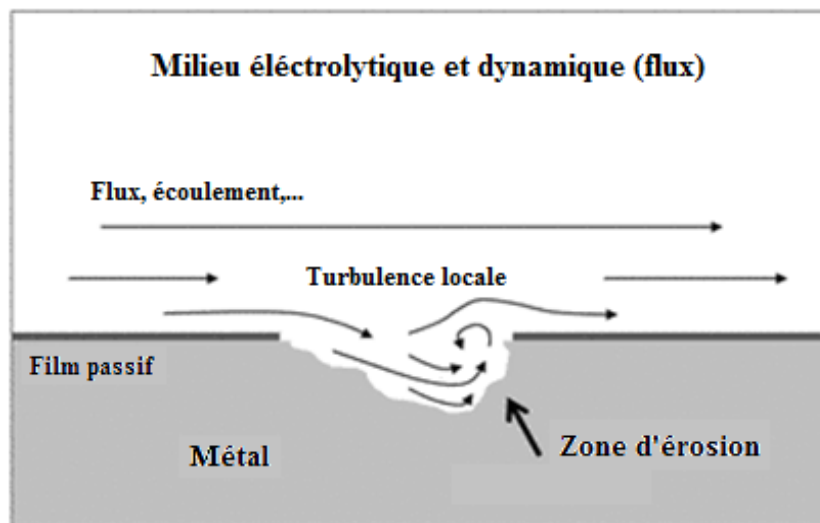 Milieu éléctrolytique et dynamique (flux)
Flux, écoulement,...
Turbulence locale
Film passif
Métal
Zone d'érosion